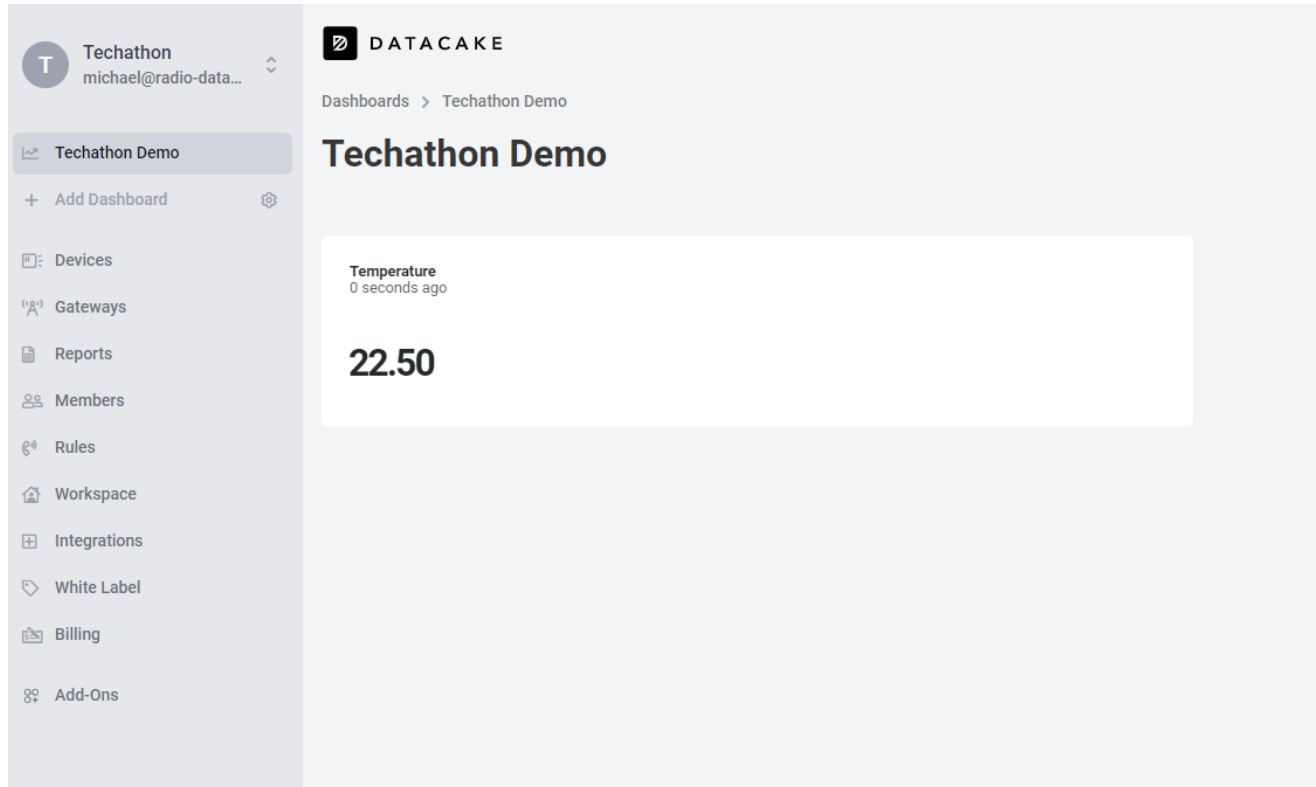 T
Techathon
michael@radio-data...
Techathon Demo
Add Dashboard
Devices
Gateways
Reports
Members
Rules
Workspace
Integrations
White Label
Billing
Add-Ons
DATACAKE
Dashboards > Techathon Demo
Techathon Demo
Temperature
0 seconds ago
22.50